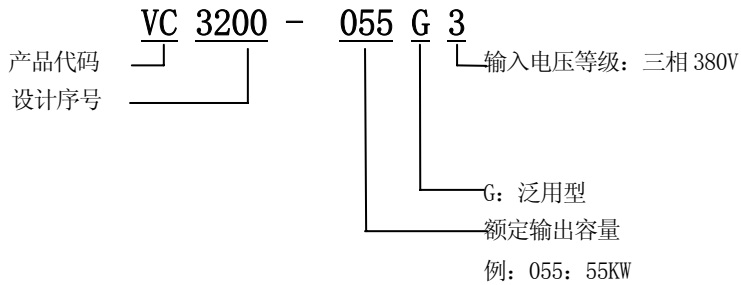 VC 3200 - 055 G 3
产品代码
输入电压等级：三相 380V
设计序号
G：泛用型
额定输出容量
例：055：55KW